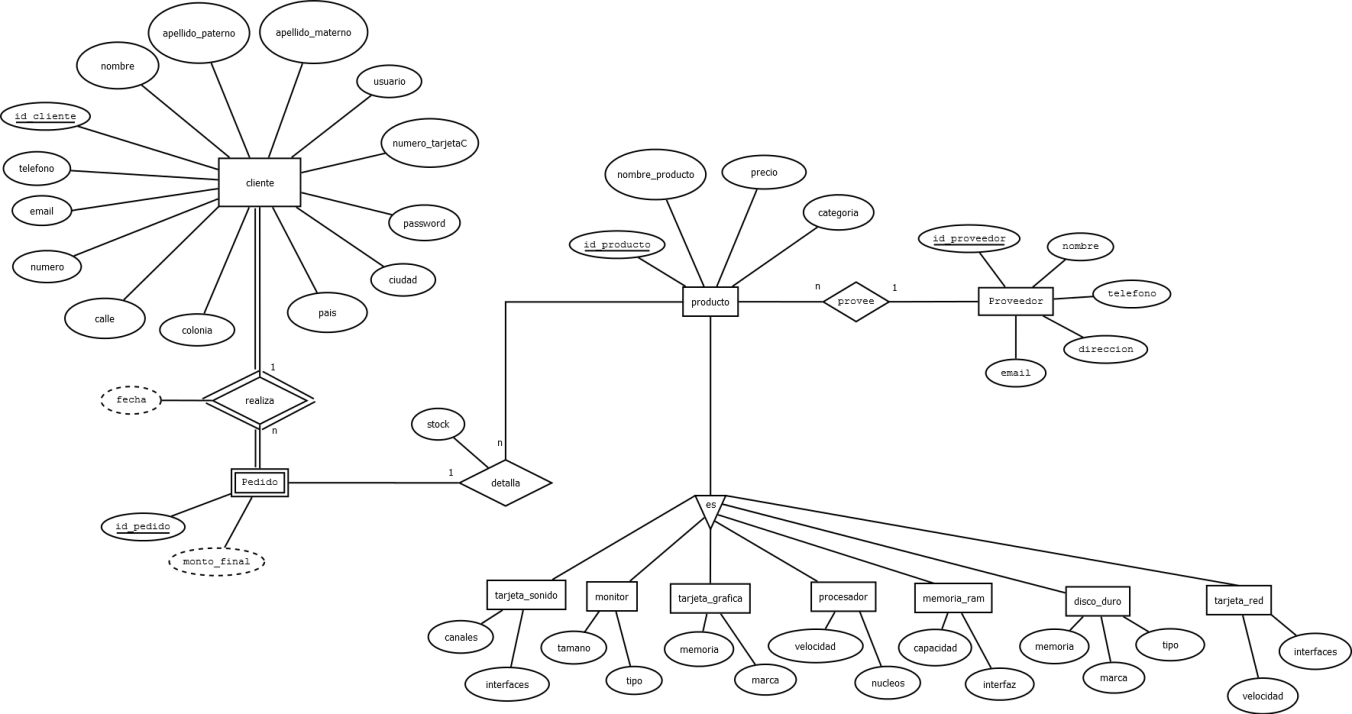 apellido_paterno
apellido_materno
nombre
usuario
id_cliente
numero_tarjetaC
telefono
cliente
nombre_producto
precio
email
password
categoria
id_producto
id_proveedor
nombre
numero
ciudad
calle
colonia
pais
producto
n
provee
1
Proveedor
telefono
direccion
email
1
fecha
realiza
n
stock
n
Pedido
1
detalla
id_pedido
monto_final
es
tarjeta_sonido
monitor
tarjeta_grafica
procesador
memoria_ram
disco_duro
tarjeta_red
canales
tamano
memoria
velocidad
capacidad
memoria
tipo
interfaces
interfaces
tipo
marca
nucleos
interfaz
marca
velocidad